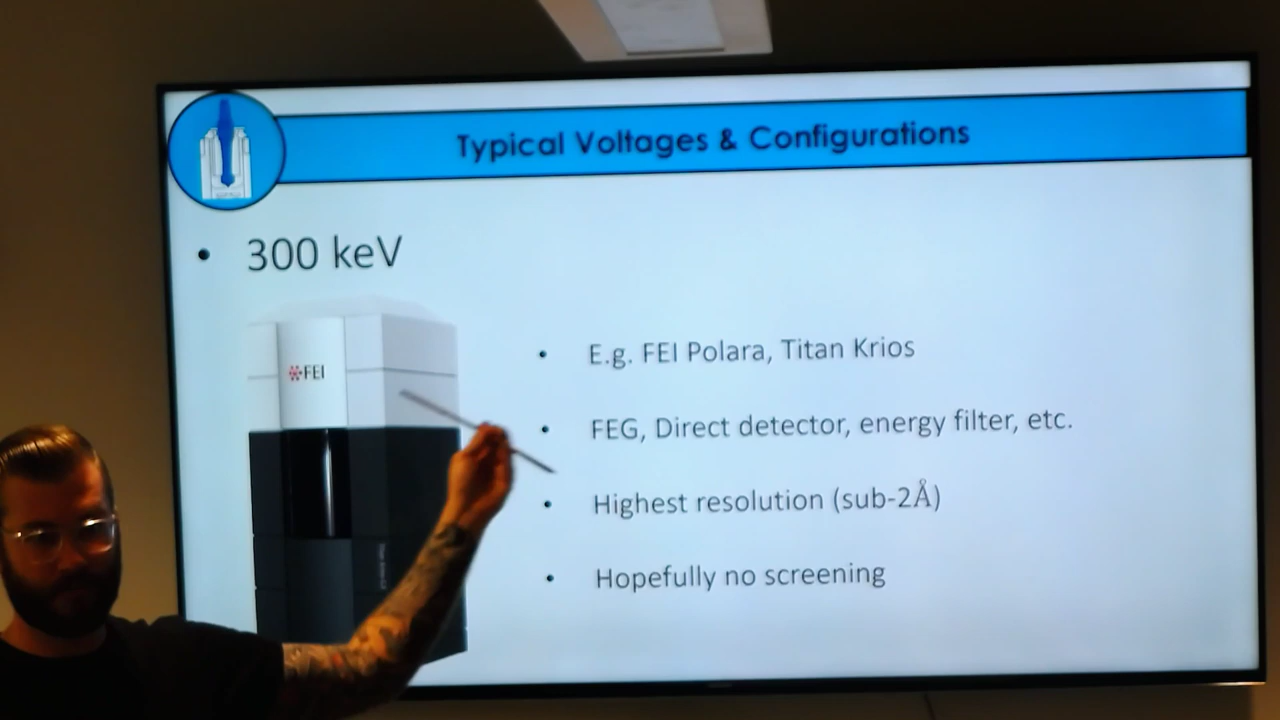 Typical Voltages & Configurations
• 300 keV
FEI
• E.g. FEI Polara, Titan Krios
• FEG, Direct detector, energy filter, etc.
• Highest resolution (sub-2Å)
• Hopefully no screening